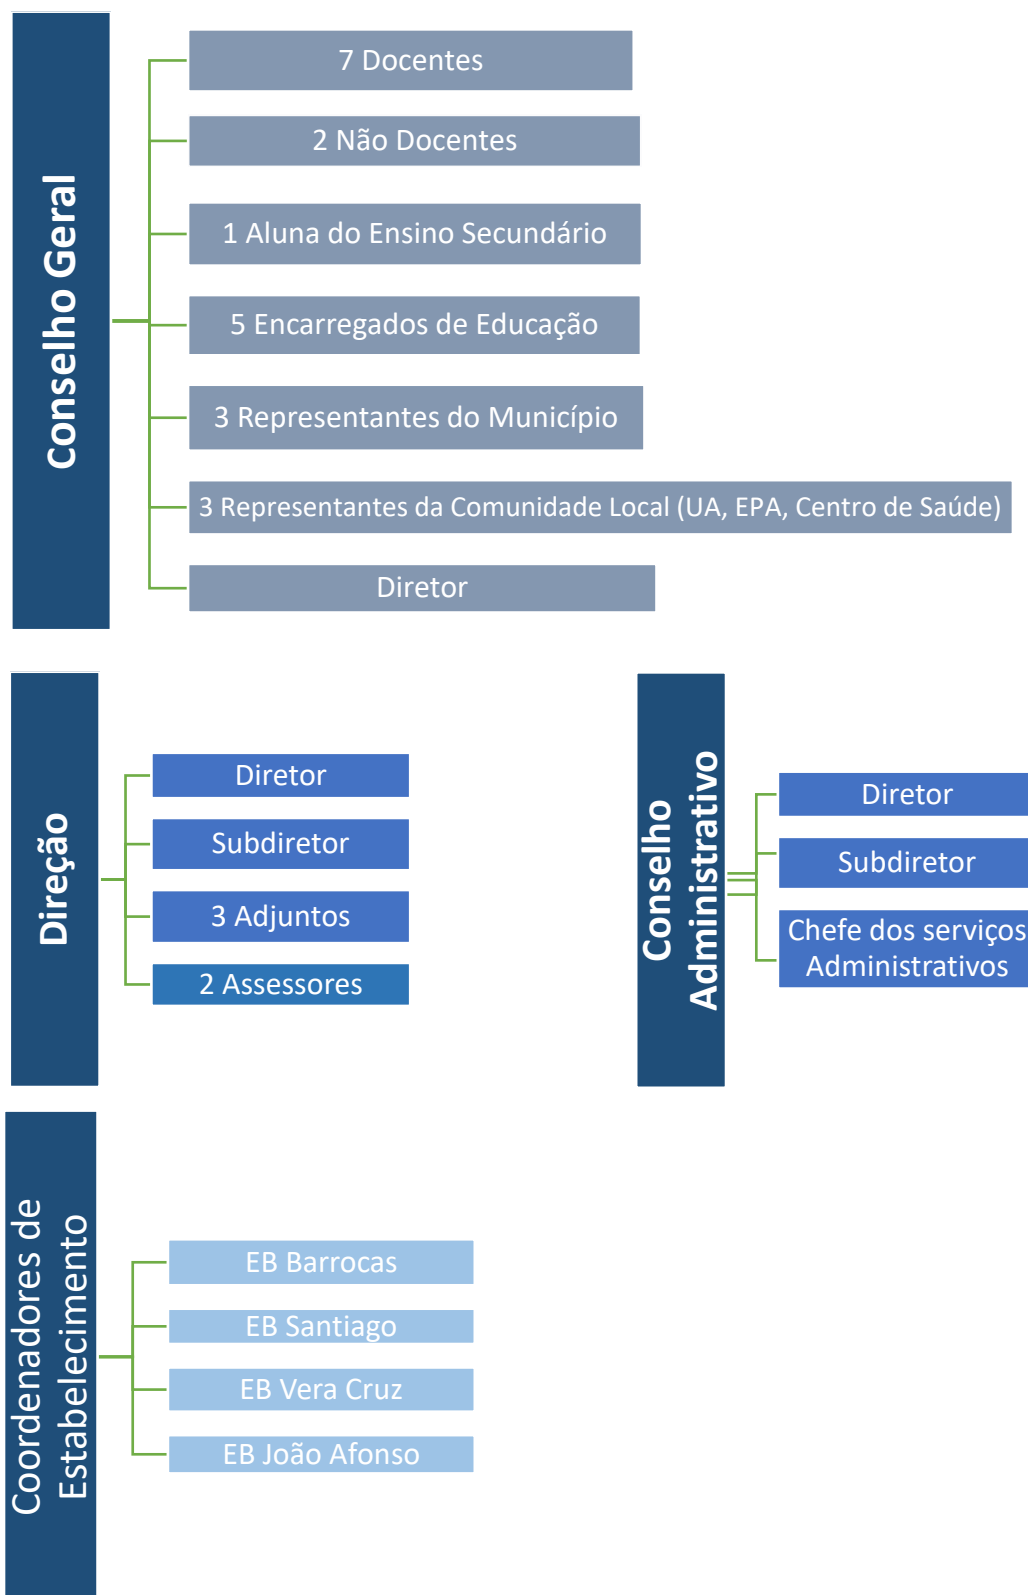 Conselho Geral
7 Docentes
2 Não Docentes
1 Aluna do Ensino Secundário
5 Encarregados de Educação
3 Representantes do Município
3 Representantes da Comunidade Local (UA, EPA, Centro de Saúde)
Diretor
Direção
Diretor
Subdiretor
3 Adjuntos
2 Assessores
Conselho
Administrativo
Diretor
Subdiretor
Chefe dos serviços
Administrativos
Coordenadores de
Estabelecimento
EB Barrocas
EB Santiago
EB Vera Cruz
EB João Afonso